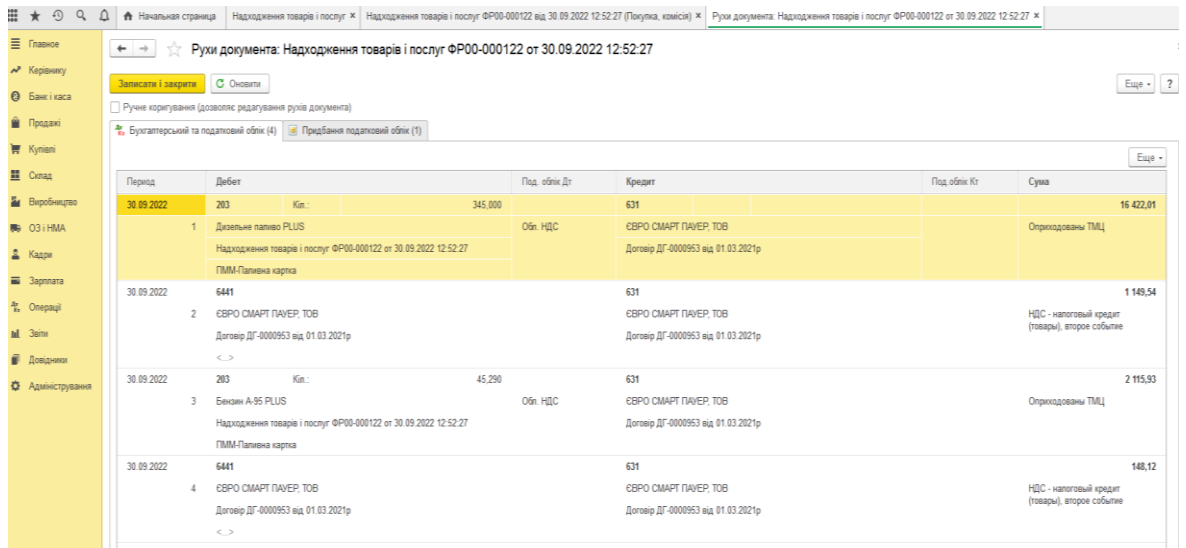 Начальная страница
Надходження товарів і послуг ×
Надходження товарів і послуг ФР00-000122 від 30.09.2022 12:52:27 (Покупка, комісія) ×
Рухи документа: Надходження товарів і послуг ФР00-000122 от 30.09.2022 12:52:27 ×
Главное
Керівнику
Банк і каса
Продажі
Купівлі
Склад
Виробництво
ОЗ і НМА
Кадри
Зарплата
Операції
Звіти
Довідники
Адміністрування
Рухи документа: Надходження товарів і послуг ФР00-000122 от 30.09.2022 12:52:27
Записати і закрити Оновити Еще ?
Ручне коригування (дозволяє редагування рухів документа)
Бухгалтерський та податковий облік (4) Придбання податковий облік (1)
Еще
Период Дебет Под. облік Дт Кредит Под.облік Кт Сума
30.09.2022 203 Кіл.: 345,000 631 16 422,01
1 Дизельне паливо PLUS Обл. НДС ЄВРО СМАРТ ПАУЕР, ТОВ Оприходованы ТМЦ
Надходження товарів і послуг ФР00-000122 от 30.09.2022 12:52:27 Договір ДГ-0000953 від 01.03.2021р
ПММ-Паливна картка
30.09.2022 6441 631 1 149,54
2 ЄВРО СМАРТ ПАУЕР, ТОВ ЄВРО СМАРТ ПАУЕР, ТОВ НДС - налоговый кредит
(товары), второе событие
Договір ДГ-0000953 від 01.03.2021р Договір ДГ-0000953 від 01.03.2021р
<...>
30.09.2022 203 Кіл.: 45,290 631 2 115,93
3 Бензин А-95 PLUS Обл. НДС ЄВРО СМАРТ ПАУЕР, ТОВ Оприходованы ТМЦ
Надходження товарів і послуг ФР00-000122 от 30.09.2022 12:52:27 Договір ДГ-0000953 від 01.03.2021р
ПММ-Паливна картка
30.09.2022 6441 631 148,12
4 ЄВРО СМАРТ ПАУЕР, ТОВ ЄВРО СМАРТ ПАУЕР, ТОВ НДС - налоговый кредит
(товары), второе событие
Договір ДГ-0000953 від 01.03.2021р Договір ДГ-0000953 від 01.03.2021р
<...>